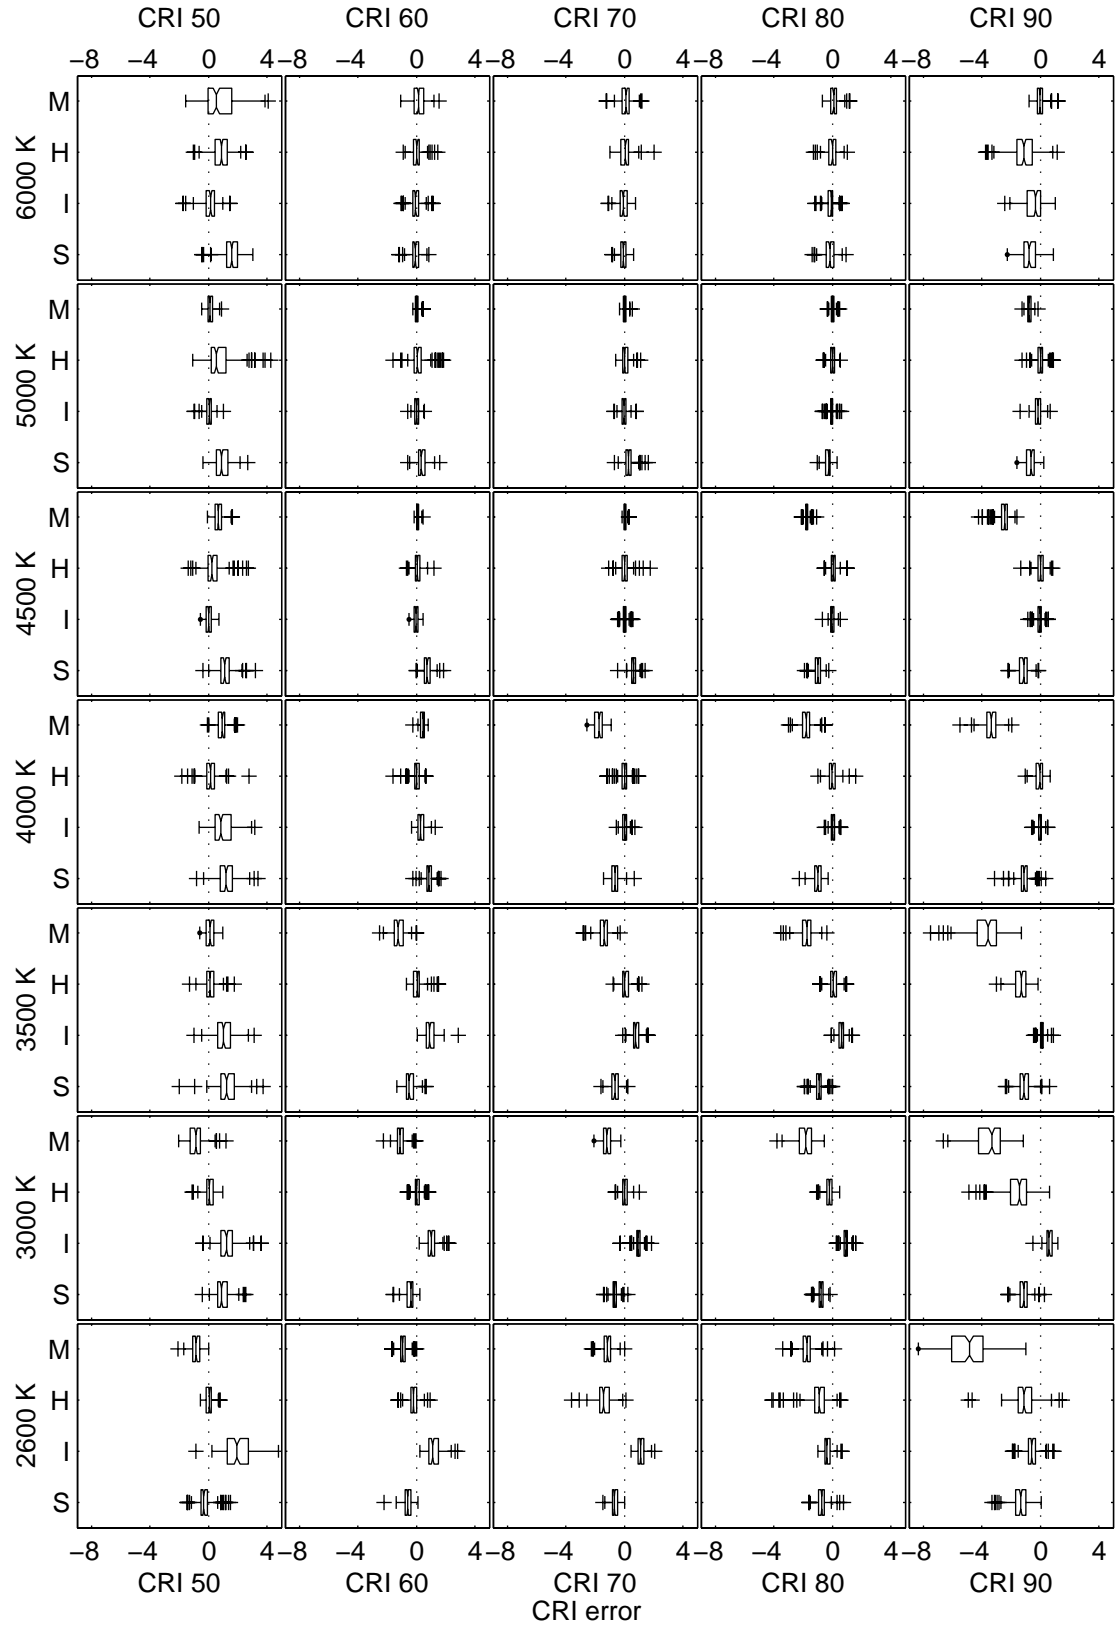 CRI 50 CRI 60 CRI 70 CRI 80 CRI 90
−8 −4 0 4 −8 −4 0 4 −8 −4 0 4 −8 −4 0 4 −8 −4 0 4
6000 K
M
H
I
S
5000 K
M
H
I
S
4500 K
M
H
I
S
4000 K
M
H
I
S
3500 K
M
H
I
S
3000 K
M
H
I
S
2600 K
M
H
I
S
−8 −4 0 4 −8 −4 0 4 −8 −4 0 4 −8 −4 0 4 −8 −4 0 4
CRI 50 CRI 60 CRI 70 CRI 80 CRI 90
CRI error